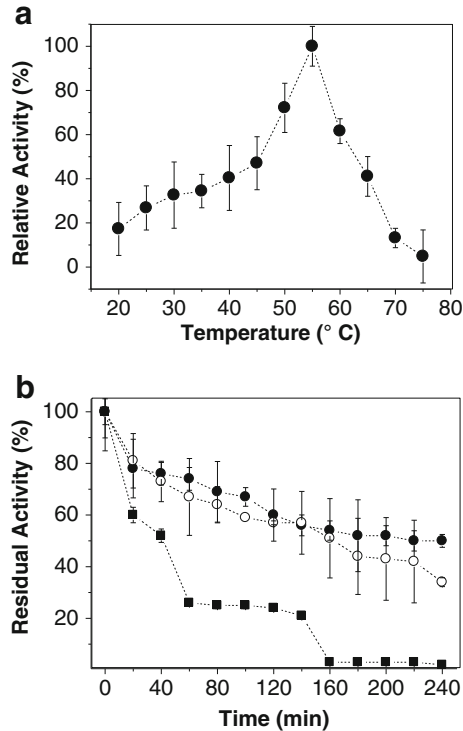 a
Relative Activity (%)
100
80
60
40
20
0
20 30 40 50 60 70 80
Temperature (° C)
b
Residual Activity (%)
100
80
60
40
20
0 40 80 120 160 200 240
Time (min)